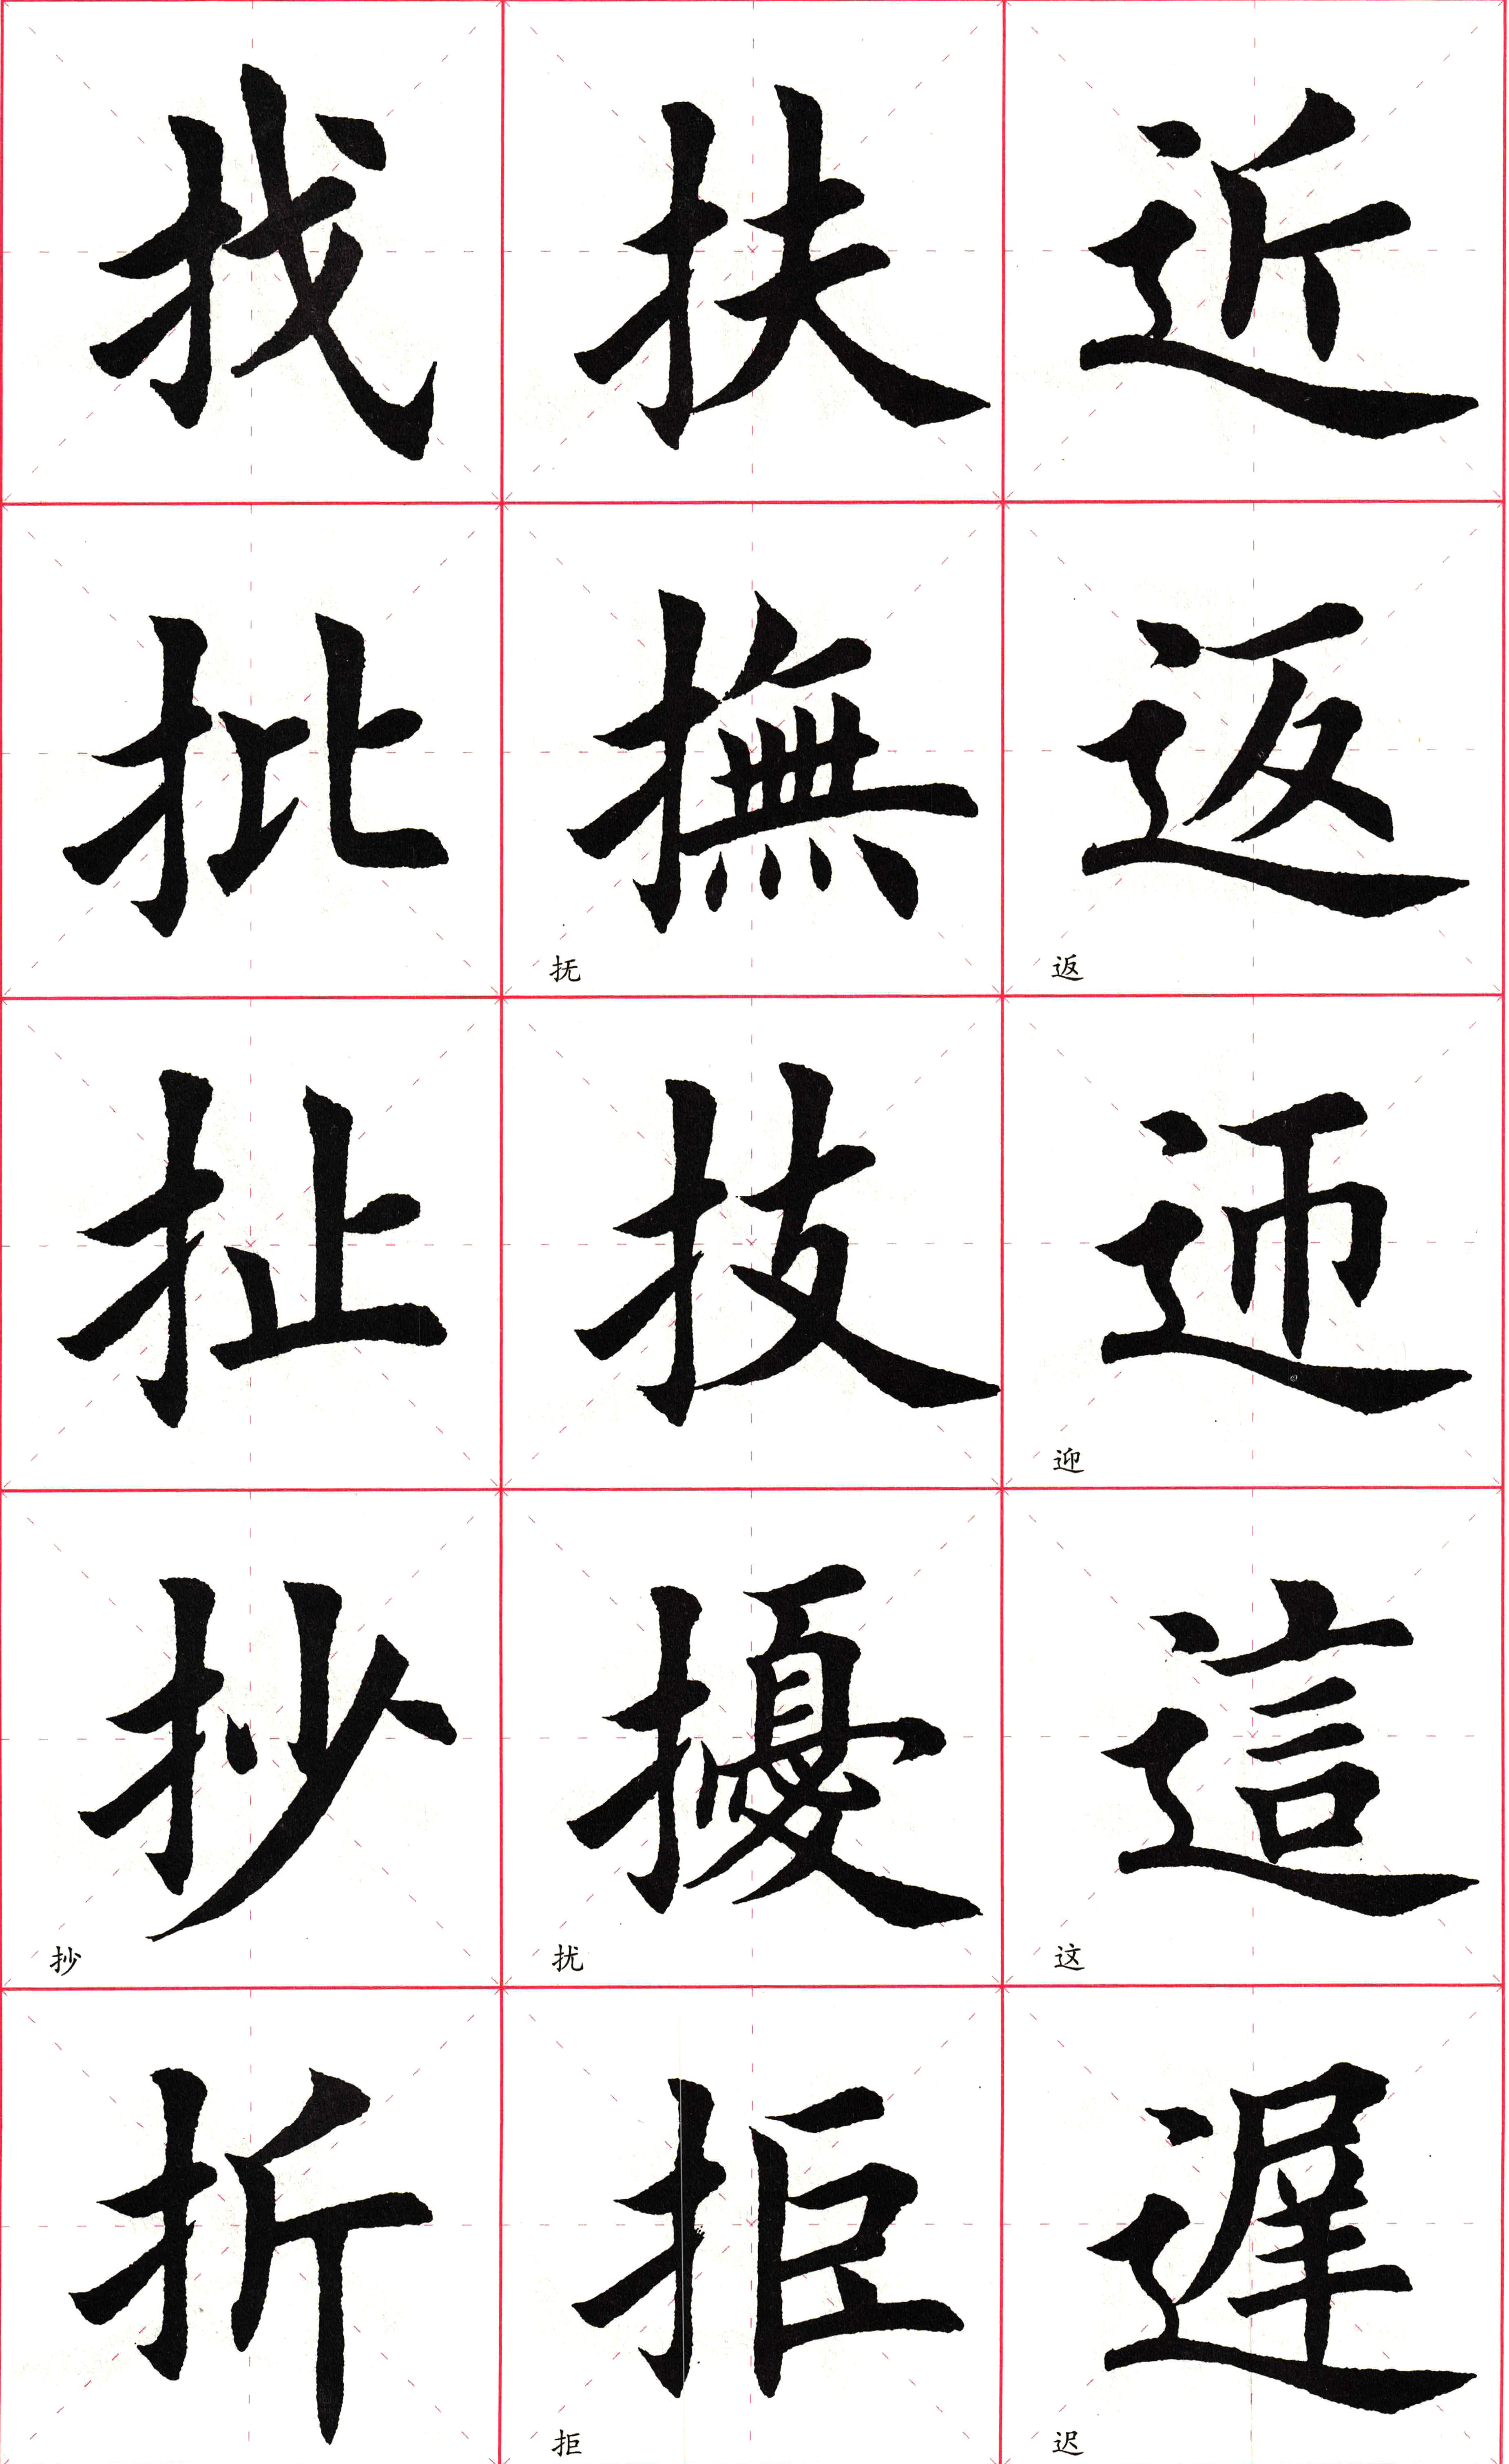 近
返
返
迊
迎
這
这
遲
迟
扶
撫
抚
技
擾
扰
拒
拒
找
批
扯
抄
抄
折